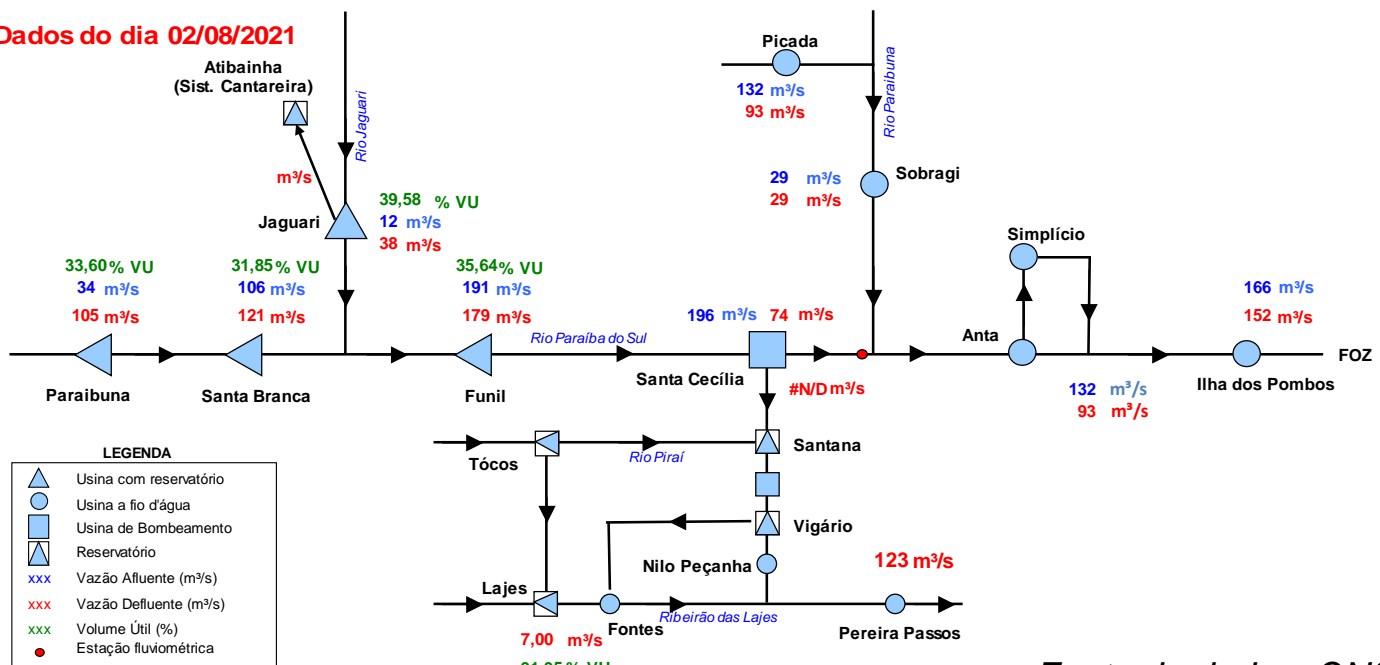 Dados do dia 02/08/2021
Atibainha
(Sist. Cantareira)
Rio Jaguari
m³/s
Jaguari
39,58 % VU
12 m³/s
38 m³/s
Picada
132 m³/s
93 m³/s
Rio Paraibuna
29 m³/s
29 m³/s
Sobragi
33,60% VU
34 m³/s
105 m³/s
Paraibuna
31,85% VU
106 m³/s
121 m³/s
Santa Branca
35,64% VU
191 m³/s
179 m³/s
Funil
Rio Paraíba do Sul
196 m³/s 74 m³/s
Santa Cecília
#N/D m³/s
Simplício
Anta
132 m³/s
93 m³/s
166 m³/s
152 m³/s
Ilha dos Pombos
FOZ
Tócos
Rio Piraí
Santana
Vigário
Nilo Peçanha
123 m³/s
Lajes
Fontes
Ribeirão das Lajes
Pereira Passos
7,00 m³/s
LEGENDA
Usina com reservatório
Usina a fio d'água
Usina de Bombeamento
Reservatório
xxx Vazão Afluente (m³/s)
xxx Vazão Defluente (m³/s)
xxx Volume Útil (%)
Estação fluviométrica